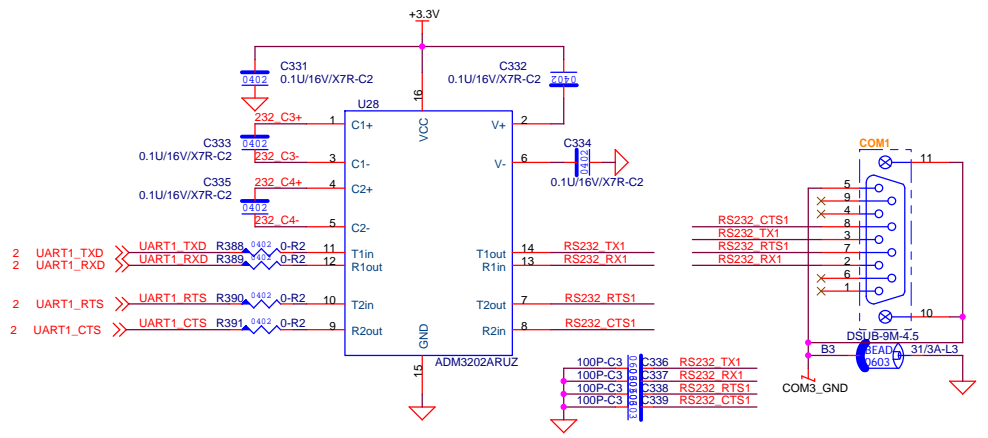 +3.3V
C331
0402
0.1U/16V/X7R-C2
C332
0402
0.1U/16V/X7R-C2
U28
16
VCC
232_C3+
1
C1+
V+
2
C333
0402
0.1U/16V/X7R-C2
232_C3-
3
C1-
V-
6
C334
0402
0.1U/16V/X7R-C2
232_C4+
4
C2+
C335
0402
0.1U/16V/X7R-C2
232_C4-
5
C2-
2 UART1_TXD UART1_TXD R388 0402 0-R2 11 T1in T1out 14 RS232_TX1
2 UART1_RXD UART1_RXD R389 0-R2 12 R1out R1in 13 RS232_RX1
2 UART1_RTS UART1_RTS R390 0402 0-R2 10 T2in T2out 7 RS232_RTS1
2 UART1_CTS UART1_CTS R391 0402 0-R2 9 R2out R2in 8 RS232_CTS1
GND
15
ADM3202ARUZ
COM1
11
5
9
4
RS232_CTS1 8
RS232_TX1 3
RS232_RTS1 7
RS232_RX1 2
6
1
10
DSUB-9M-4.5
B3
BEAD
0603
31/3A-L3
COM3_GND
100P-C3 C336 RS232_TX1
100P-C3 C337 RS232_RX1
100P-C3 C338 RS232_RTS1
100P-C3 C339 RS232_CTS1